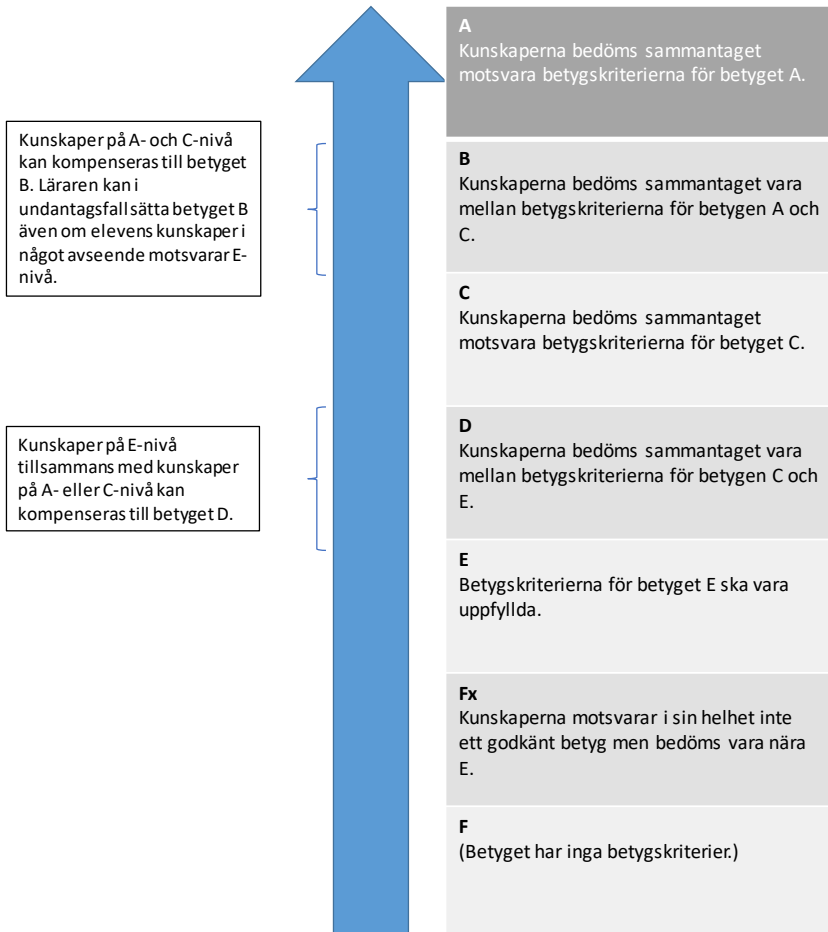 A
Kunskaperna bedöms sammantaget
motsvara betygskriterierna för betyget A.
Kunskaper på A- och C-nivå
kan kompenseras till betyget
B. Läraren kan i
undantagsfall sätta betyget B
även om elevens kunskaper i
något avseende motsvarar E-
nivå.
B
Kunskaperna bedöms sammantaget vara
mellan betygskriterierna för betygen A och
C.
C
Kunskaperna bedöms sammantaget
motsvara betygskriterierna för betyget C.
Kunskaper på E-nivå
tillsammans med kunskaper
på A- eller C-nivå kan
kompenseras till betyget D.
D
Kunskaperna bedöms sammantaget vara
mellan betygskriterierna för betygen C och
E.
E
Betygskriterierna för betyget E ska vara
uppfyllda.
Fx
Kunskaperna motsvarar i sin helhet inte
ett godkänt betyg men bedöms vara nära
E.
F
(Betyget har inga betygskriterier.)